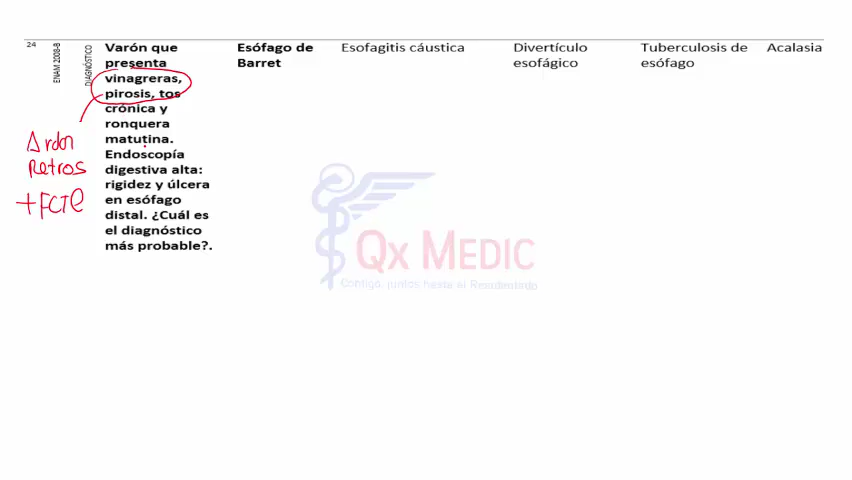 24
ENAM 2008-B
DIAGNÓSTICO
Varón que
presenta
vinagreras,
pirosis, tos
crónica y
ronquera
matutina.
Endoscopía
digestiva alta:
rigidez y úlcera
en esófago
distal. ¿Cuál es
el diagnóstico
más probable?.
Esófago de
Barret
Esofagitis cáustica
Divertículo
esofágico
Tuberculosis de
esófago
Acalasia
Ardor
Retros
+FCTE
QX MEDIC
Contigo, juntos hasta el Residentado